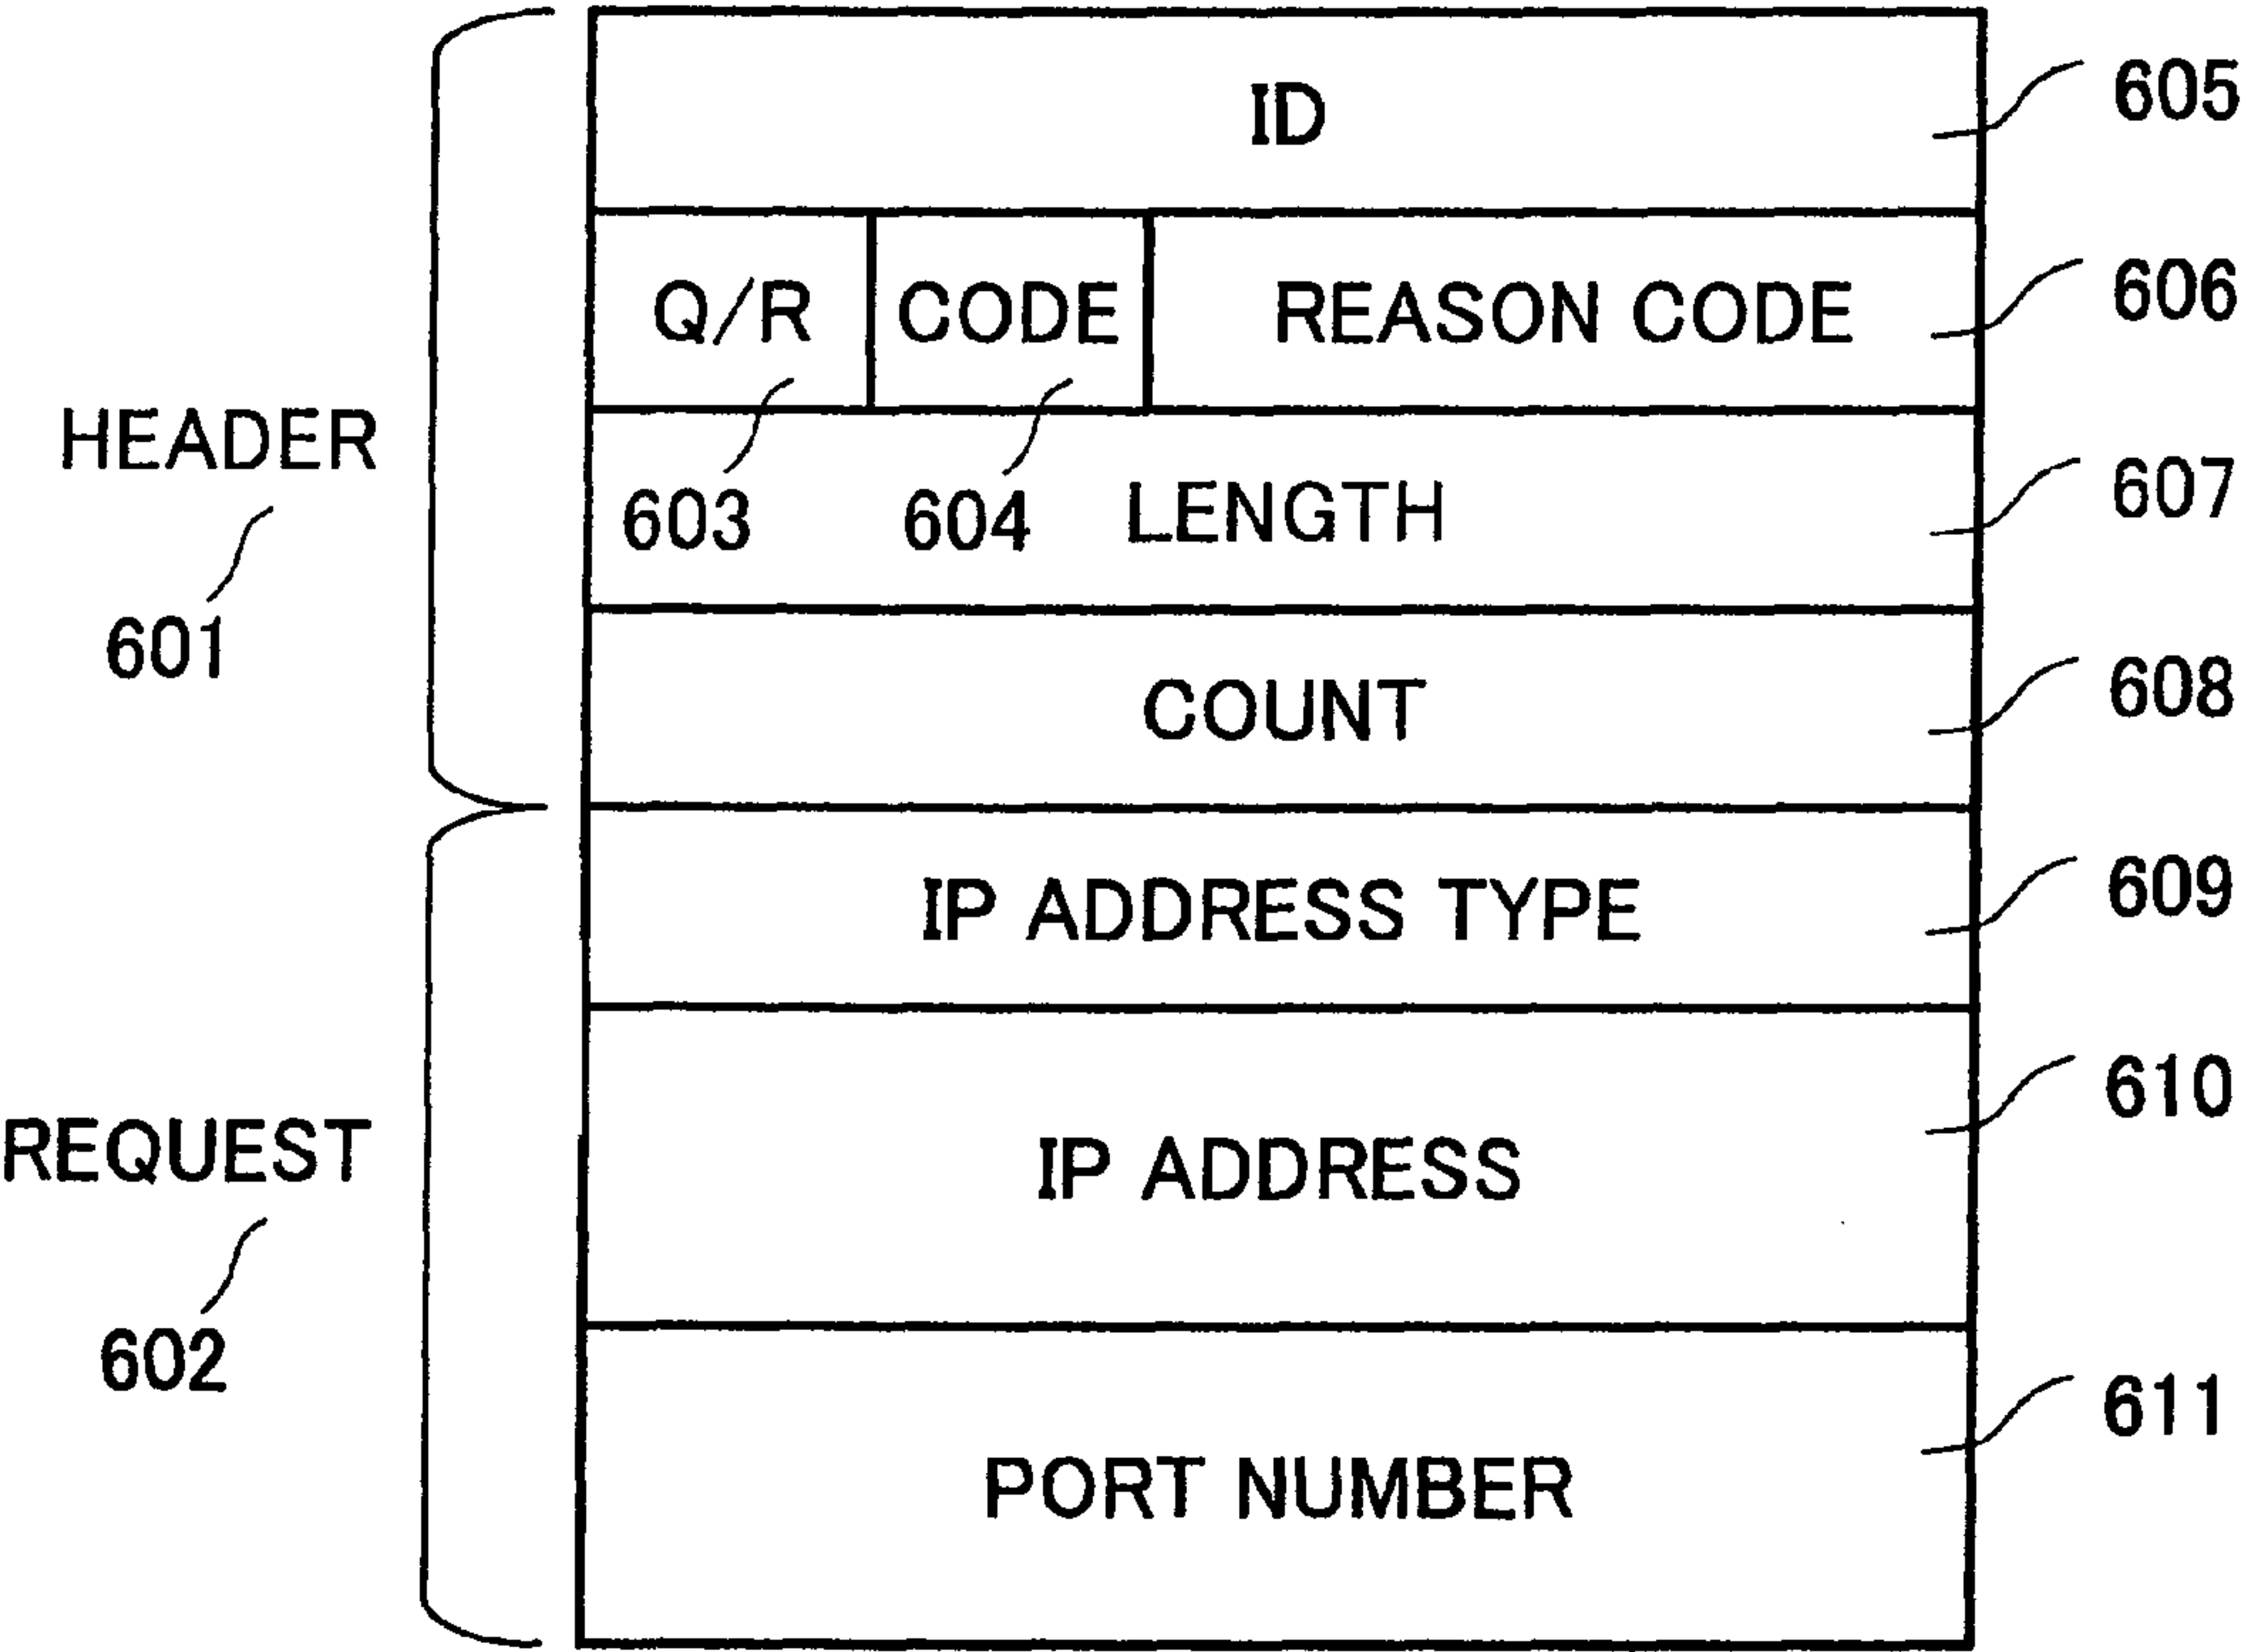 ID
605
Q/R CODE REASON CODE
606
HEADER
601
603
604
LENGTH
607
COUNT
608
IP ADDRESS TYPE
609
REQUEST
602
IP ADDRESS
610
PORT NUMBER
611